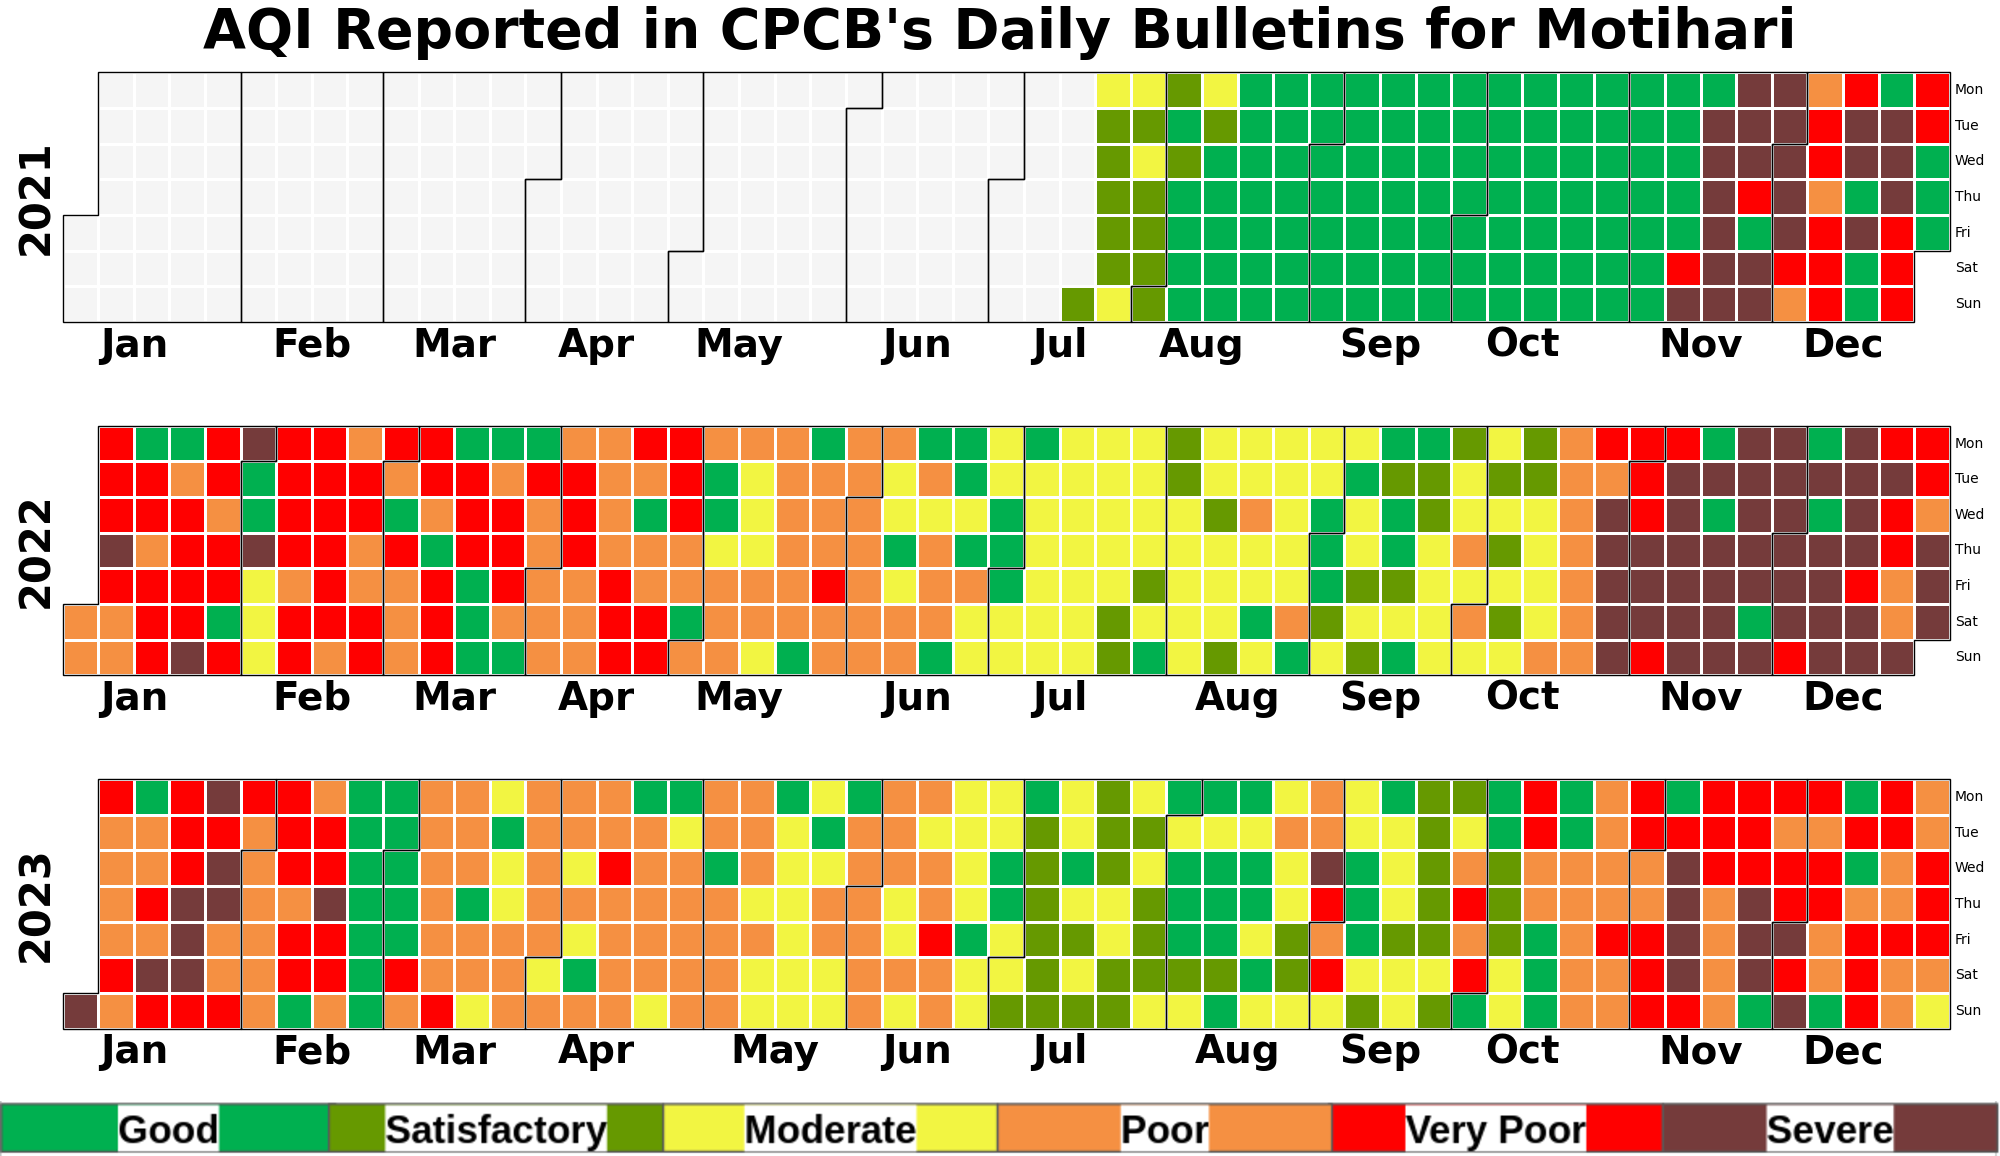 AQI Reported in CPCB's Daily Bulletins for Motihari
2021
Mon
Tue
Wed
Thu
Fri
Sat
Sun
Jan Feb Mar Apr May Jun Jul Aug Sep Oct Nov Dec
2022
Mon
Tue
Wed
Thu
Fri
Sat
Sun
Jan Feb Mar Apr May Jun Jul Aug Sep Oct Nov Dec
2023
Mon
Tue
Wed
Thu
Fri
Sat
Sun
Jan Feb Mar Apr May Jun Jul Aug Sep Oct Nov Dec
Good Satisfactory Moderate Poor Very Poor Severe